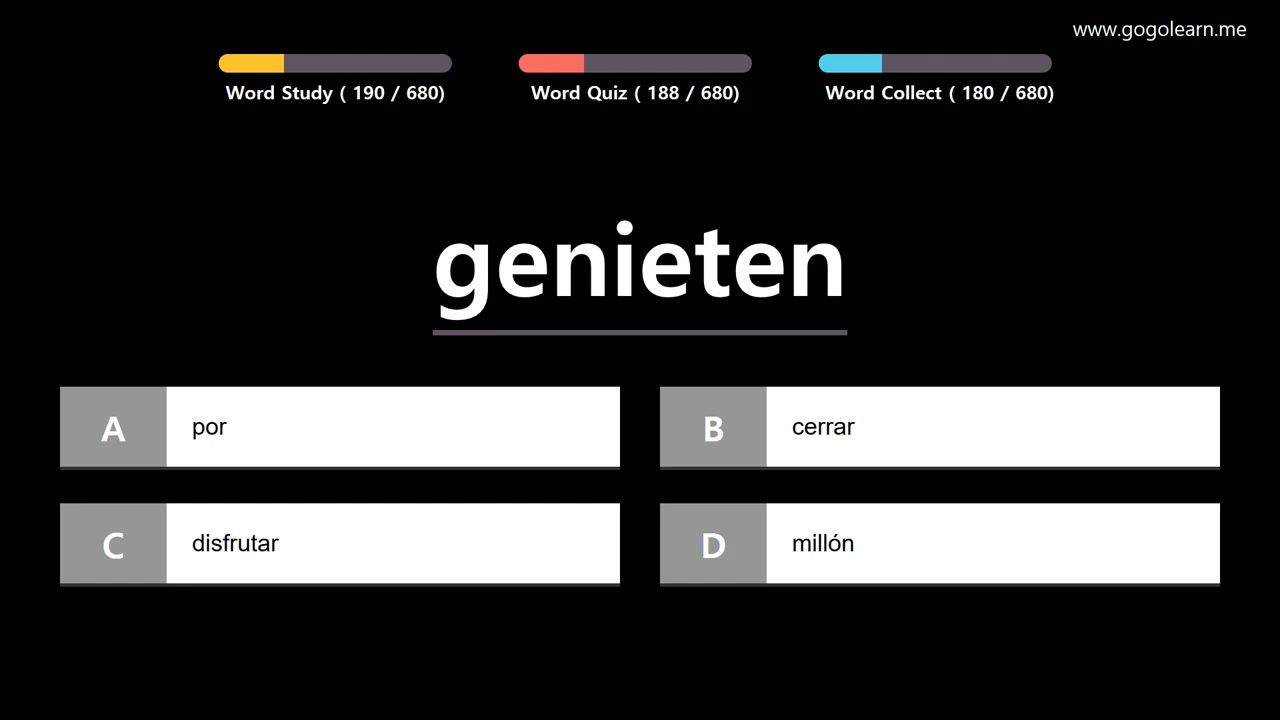 www.gogolearn.me
Word Study ( 190 / 680)
Word Quiz ( 188 / 680)
Word Collect ( 180 / 680)
genieten
A por
B cerrar
C disfrutar
D millón